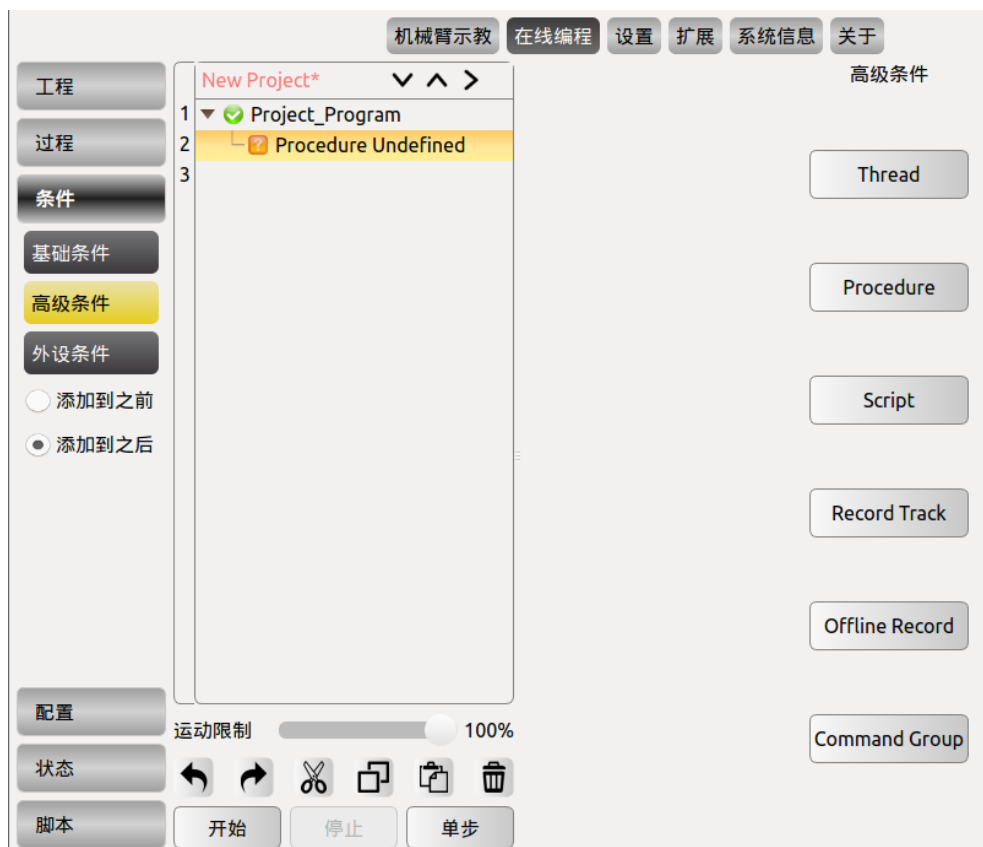 机械臂示教 在线编程 设置 扩展 系统信息 关于
工程
过程
条件
基础条件
高级条件
外设条件
添加到之前
添加到之后
配置
状态
脚本
New Project*
1 Project_Program
2 Procedure Undefined
3
运动限制 100%
开始 停止 单步
高级条件
Thread
Procedure
Script
Record Track
Offline Record
Command Group